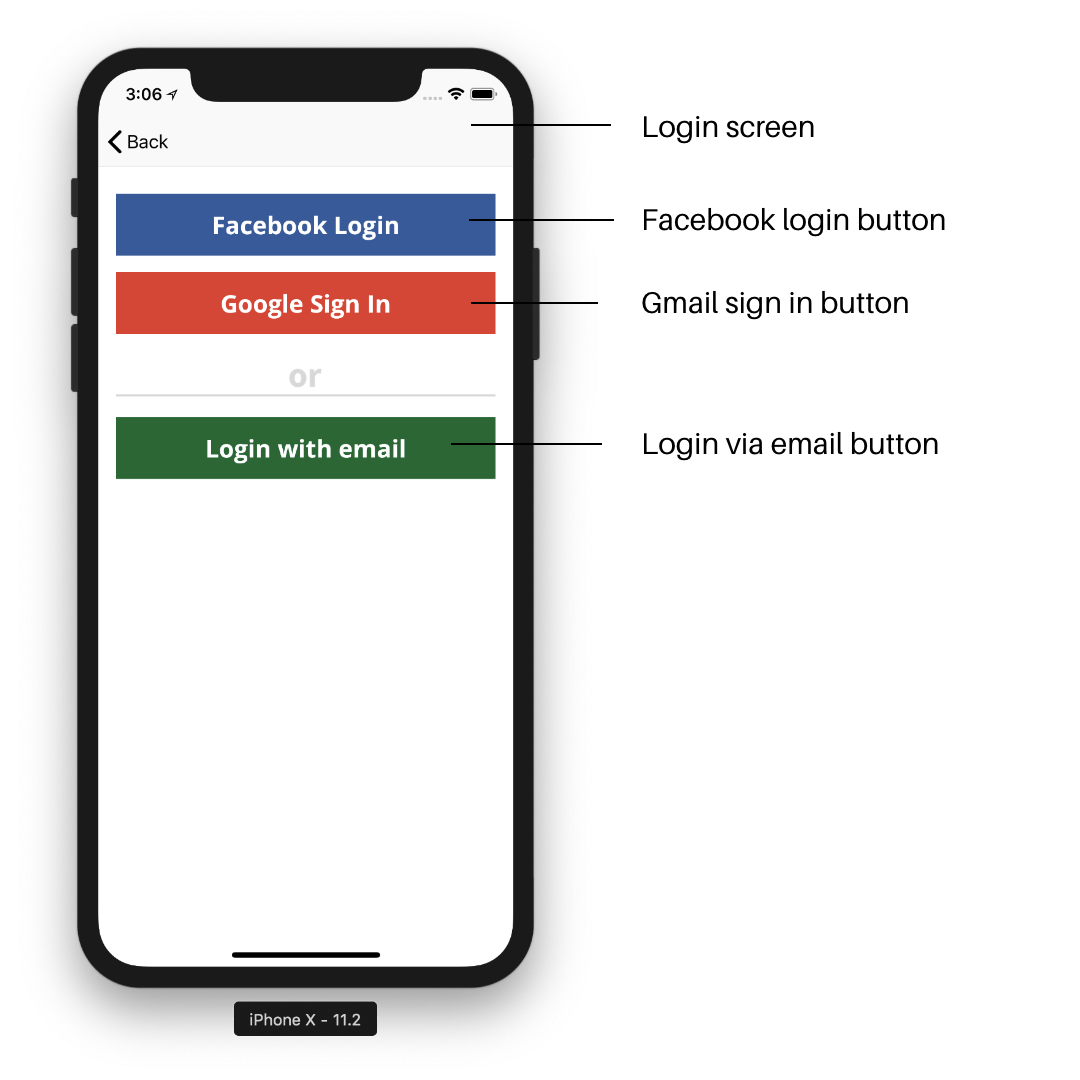 3:06
Login screen
Back
Facebook Login
Facebook login button
Google Sign In
Gmail sign in button
or
Login with email
Login via email button
iPhone X - 11.2